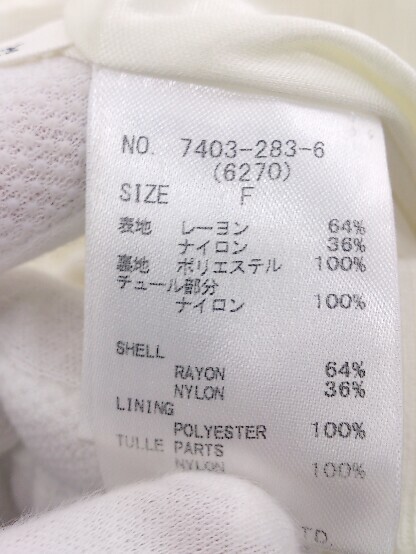 NO. 7403-283-6
(6270)
SIZE F
表地 レーヨン 64%
ナイロン 36%
裏地 ポリエステル 100%
チュール部分
ナイロン 100%
SHELL
RAYON 64%
NYLON 36%
LINING
POLYESTER 100%
TULLE PARTS
NYLON 100%
TD.